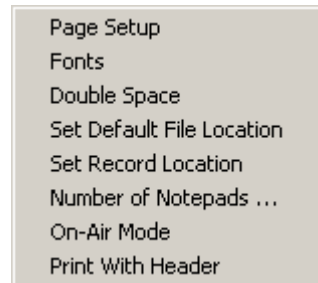 Page Setup
Fonts
Double Space
Set Default File Location
Set Record Location
Number of Notepads ...
On-Air Mode
Print With Header